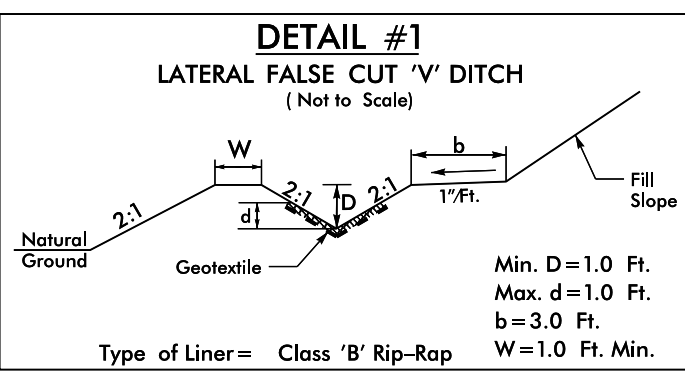 DETAIL #1
LATERAL FALSE CUT 'V' DITCH
( Not to Scale)
W
b
2:1
D
2:1
1"/Ft.
d
2:1
Fill
Slope
Natural
Ground
Geotextile
Min. D=1.0 Ft.
Max. d=1.0 Ft.
b=3.0 Ft.
W=1.0 Ft. Min.
Type of Liner= Class 'B' Rip-Rap